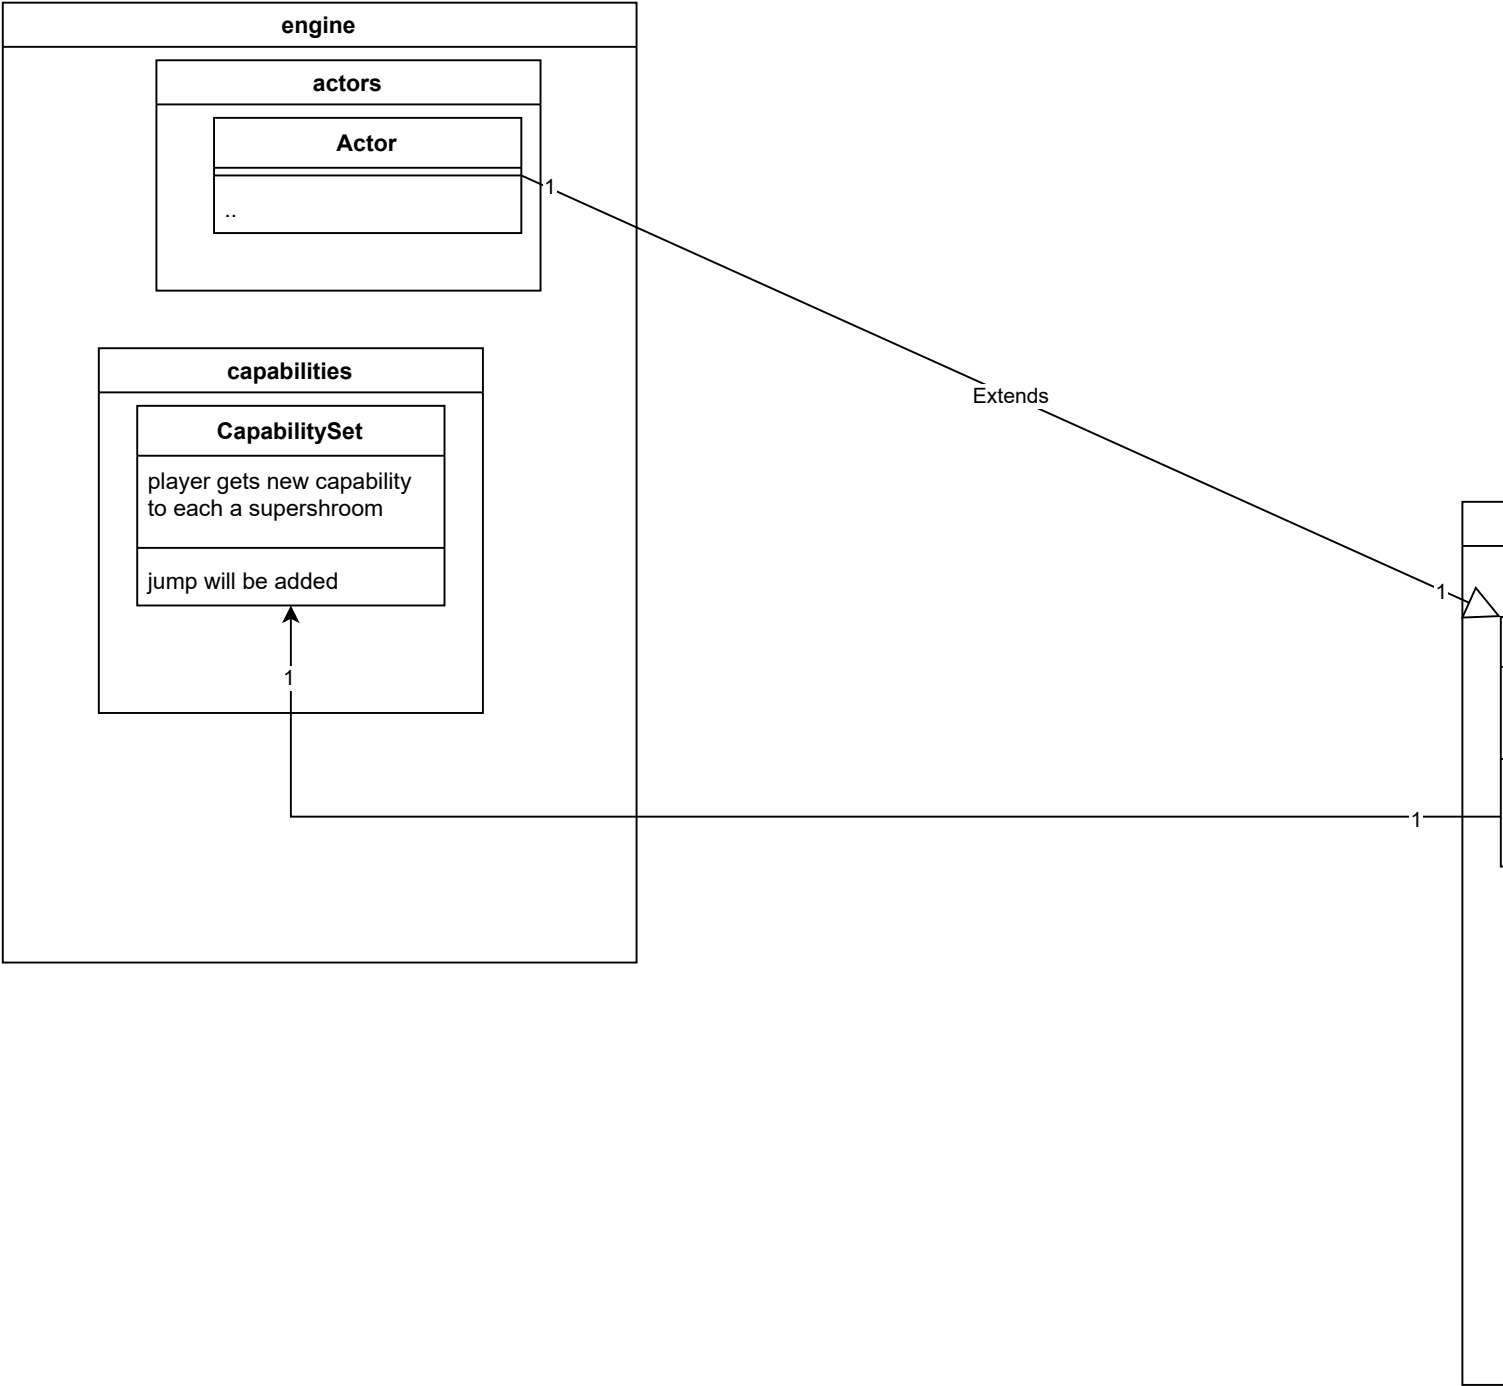 engine
actors
Actor
1
..
capabilities
Extends
CapabilitySet
player gets new capability
to each a supershroom
jump will be added
1
1
1